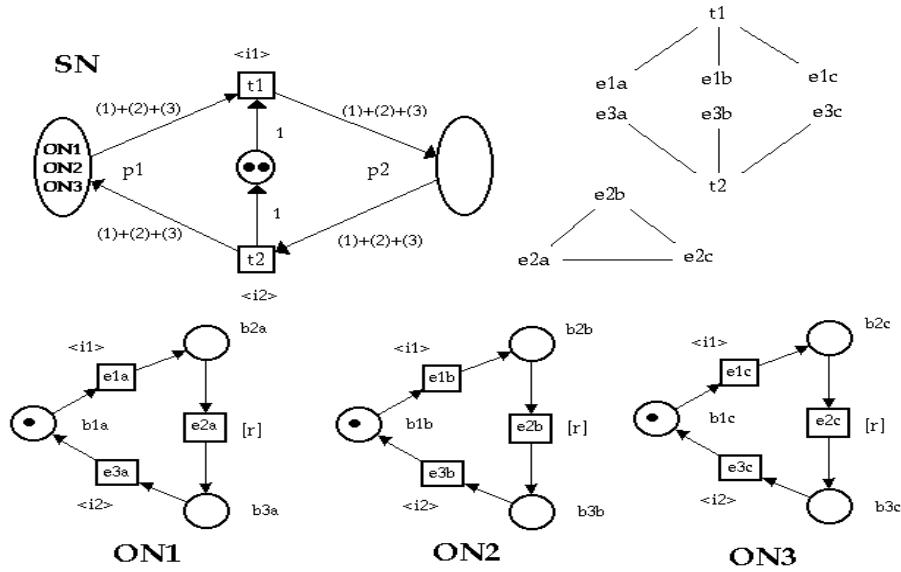 SN
<i1>
t1
(1)+(2)+(3)
(1)+(2)+(3)
1
ON1
ON2
ON3
p1
p2
1
(1)+(2)+(3)
(1)+(2)+(3)
t2
<i2>
t1
e1a
e1b
e1c
e3a
e3b
e3c
t2
e2b
e2a
e2c
<i1>
b2a
e1a
b1a
e2a
[r]
e3a
<i2>
b3a
ON1
<i1>
b2b
e1b
b1b
e2b
[r]
e3b
<i2>
b3b
ON2
<i1>
b2c
e1c
b1c
e2c
[r]
e3c
<i2>
b3c
ON3